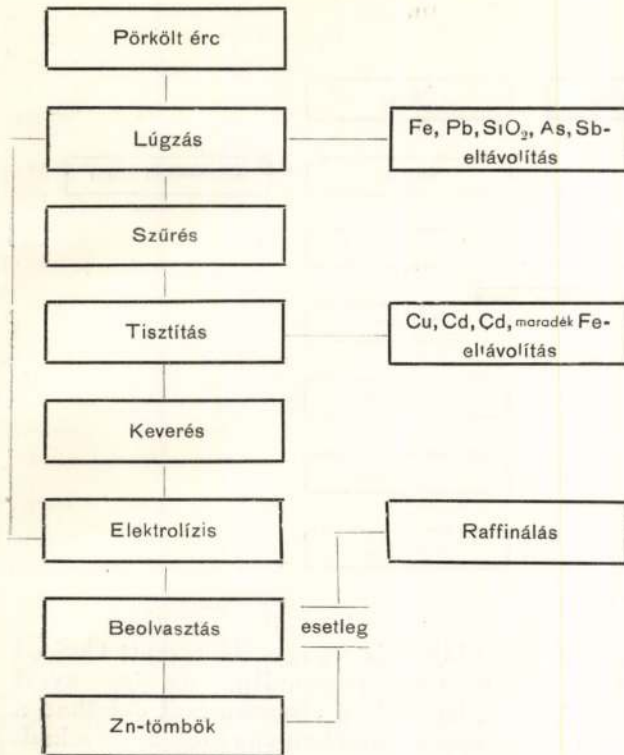 Pörkölt érc
Lúgzás
Fe, Pb, SiO₂, As, Sb-
eltávolítás
Szűrés
Tisztítás
Cu, Cd, Çd, maradék Fe-
eltávolítás
Keverés
Elektrolízis
Raffinálás
Beolvasztás
esetleg
Zn-tömbök